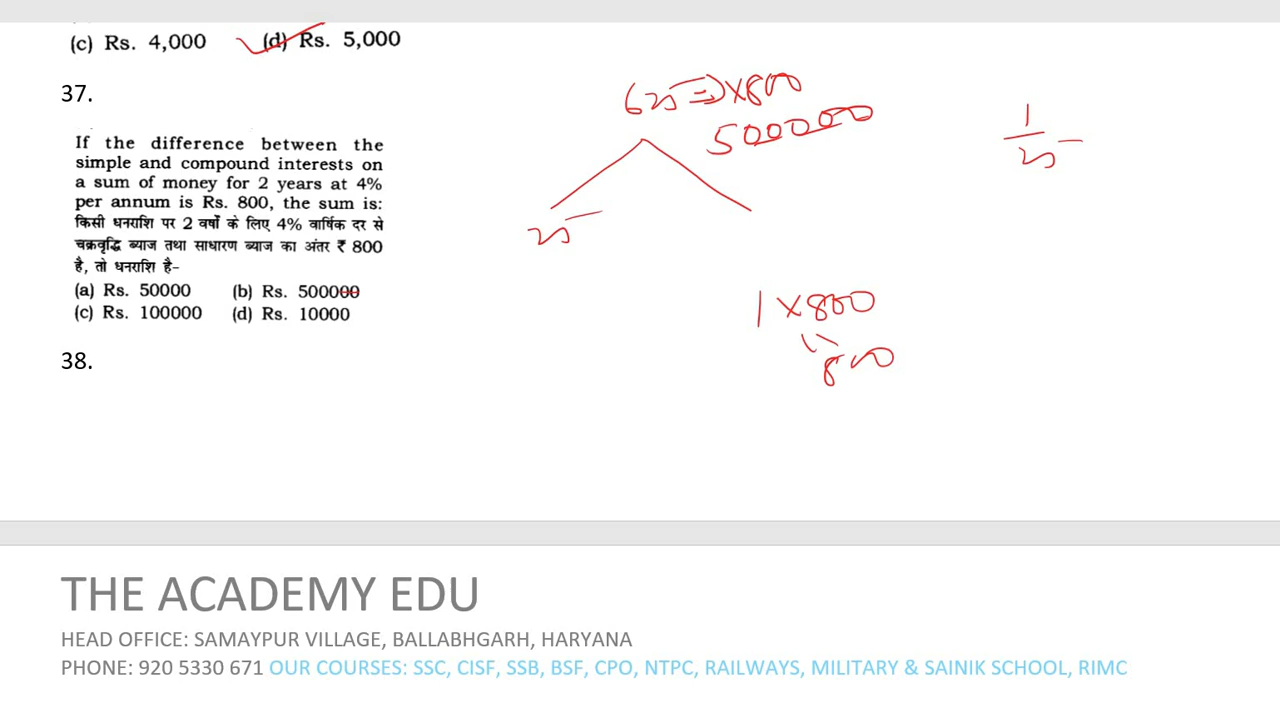 (c) Rs. 4,000 (d) Rs. 5,000
37.
625 => x800
500000
1/25
If the difference between the
simple and compound interests on
a sum of money for 2 years at 4%
per annum is Rs. 800, the sum is:
किसी धनराशि पर 2 वर्षों के लिए 4% वार्षिक दर से
चक्रवृद्धि ब्याज तथा साधारण ब्याज का अंतर ₹ 800
है, तो धनराशि है-
25
(a) Rs. 50000 (b) Rs. 500000
(c) Rs. 100000 (d) Rs. 10000
1 x 800
800
38.
THE ACADEMY EDU
HEAD OFFICE: SAMAYPUR VILLAGE, BALLABHGARH, HARYANA
PHONE: 920 5330 671 OUR COURSES: SSC, CISF, SSB, BSF, CPO, NTPC, RAILWAYS, MILITARY & SAINIK SCHOOL, RIMC